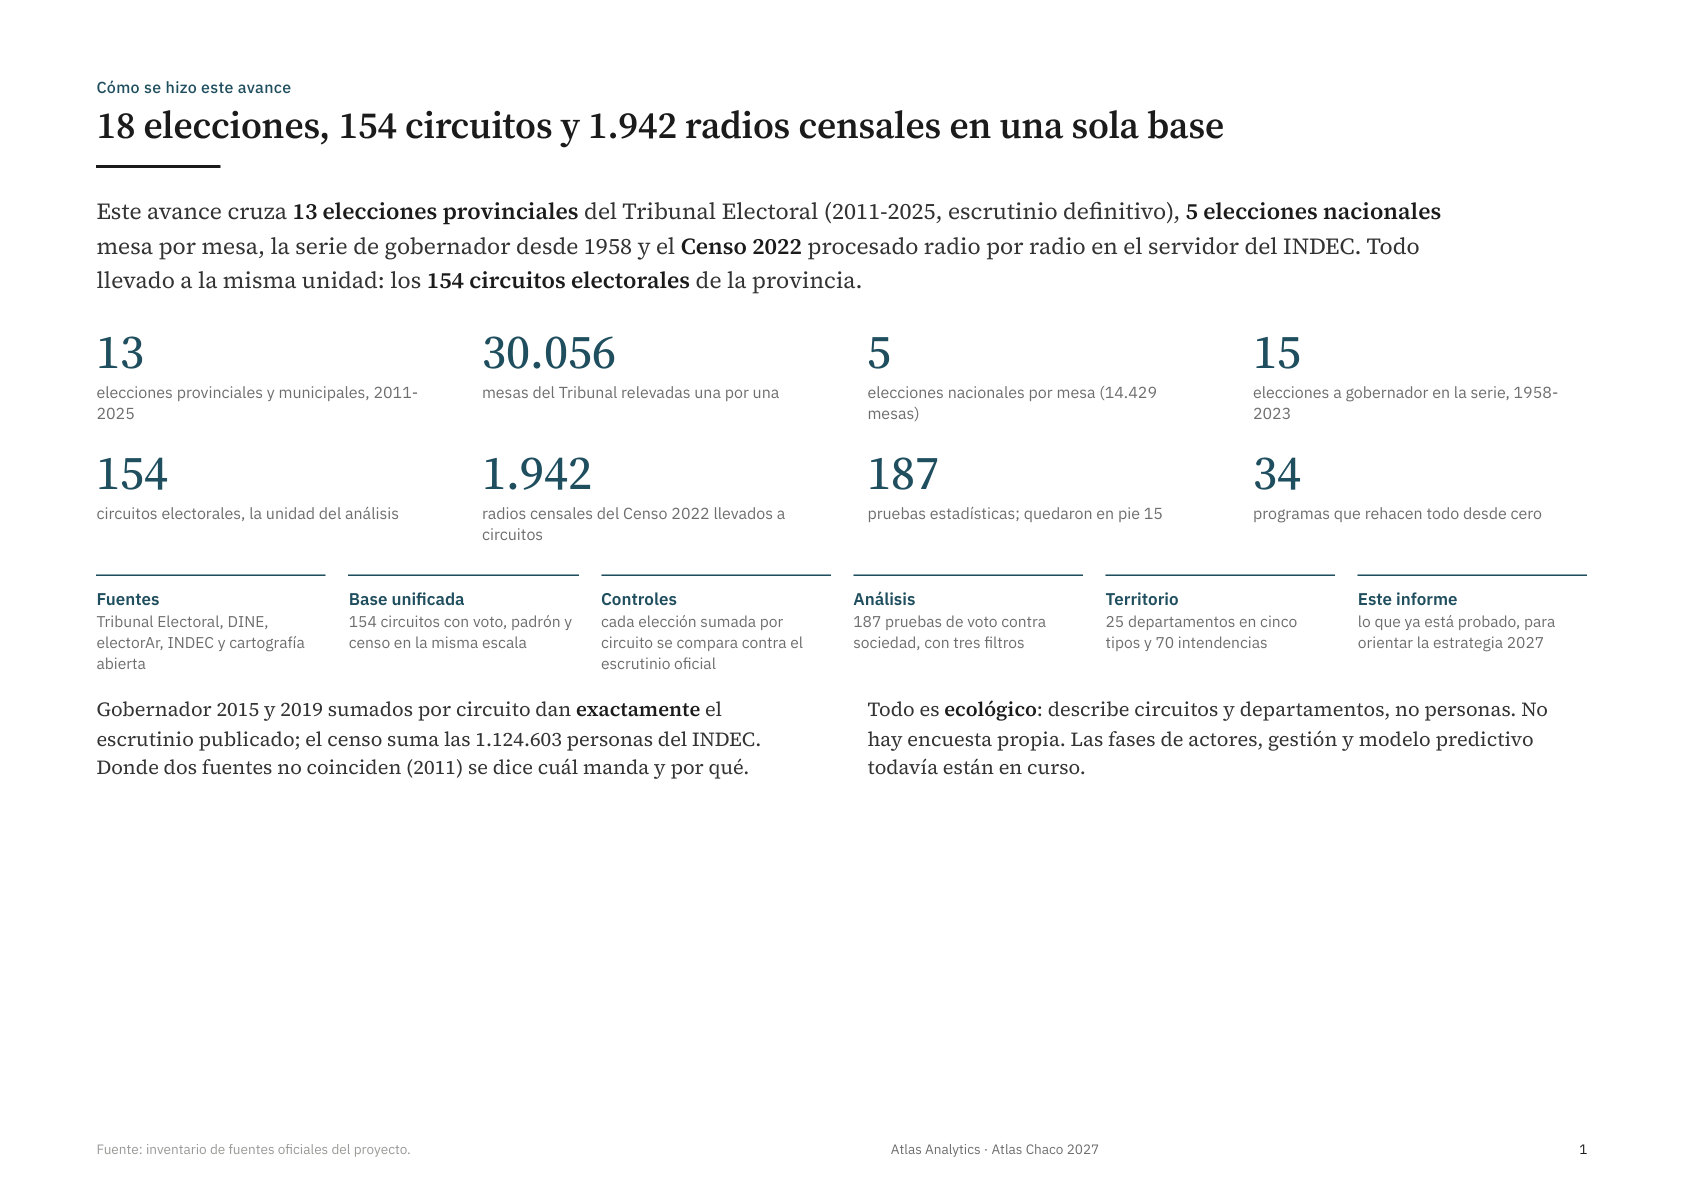 Cómo se hizo este avance
18 elecciones, 154 circuitos y 1.942 radios censales en una sola base
Este avance cruza 13 elecciones provinciales del Tribunal Electoral (2011-2025, escrutinio definitivo), 5 elecciones nacionales
mesa por mesa, la serie de gobernador desde 1958 y el Censo 2022 procesado radio por radio en el servidor del INDEC. Todo
llevado a la misma unidad: los 154 circuitos electorales de la provincia.
13
elecciones provinciales y municipales, 2011-
2025
30.056
mesas del Tribunal relevadas una por una
5
elecciones nacionales por mesa (14.429
mesas)
15
elecciones a gobernador en la serie, 1958-
2023
154
circuitos electorales, la unidad del análisis
1.942
radios censales del Censo 2022 llevados a
circuitos
187
pruebas estadísticas; quedaron en pie 15
34
programas que rehacen todo desde cero
Fuentes
Tribunal Electoral, DINE,
electorAr, INDEC y cartografía
abierta
Base unificada
154 circuitos con voto, padrón y
censo en la misma escala
Controles
cada elección sumada por
circuito se compara contra el
escrutinio oficial
Análisis
187 pruebas de voto contra
sociedad, con tres filtros
Territorio
25 departamentos en cinco
tipos y 70 intendencias
Este informe
lo que ya está probado, para
orientar la estrategia 2027
Gobernador 2015 y 2019 sumados por circuito dan exactamente el
escrutinio publicado; el censo suma las 1.124.603 personas del INDEC.
Donde dos fuentes no coinciden (2011) se dice cuál manda y por qué.
Todo es ecológico: describe circuitos y departamentos, no personas. No
hay encuesta propia. Las fases de actores, gestión y modelo predictivo
todavía están en curso.
Fuente: inventario de fuentes oficiales del proyecto.
Atlas Analytics · Atlas Chaco 2027
1